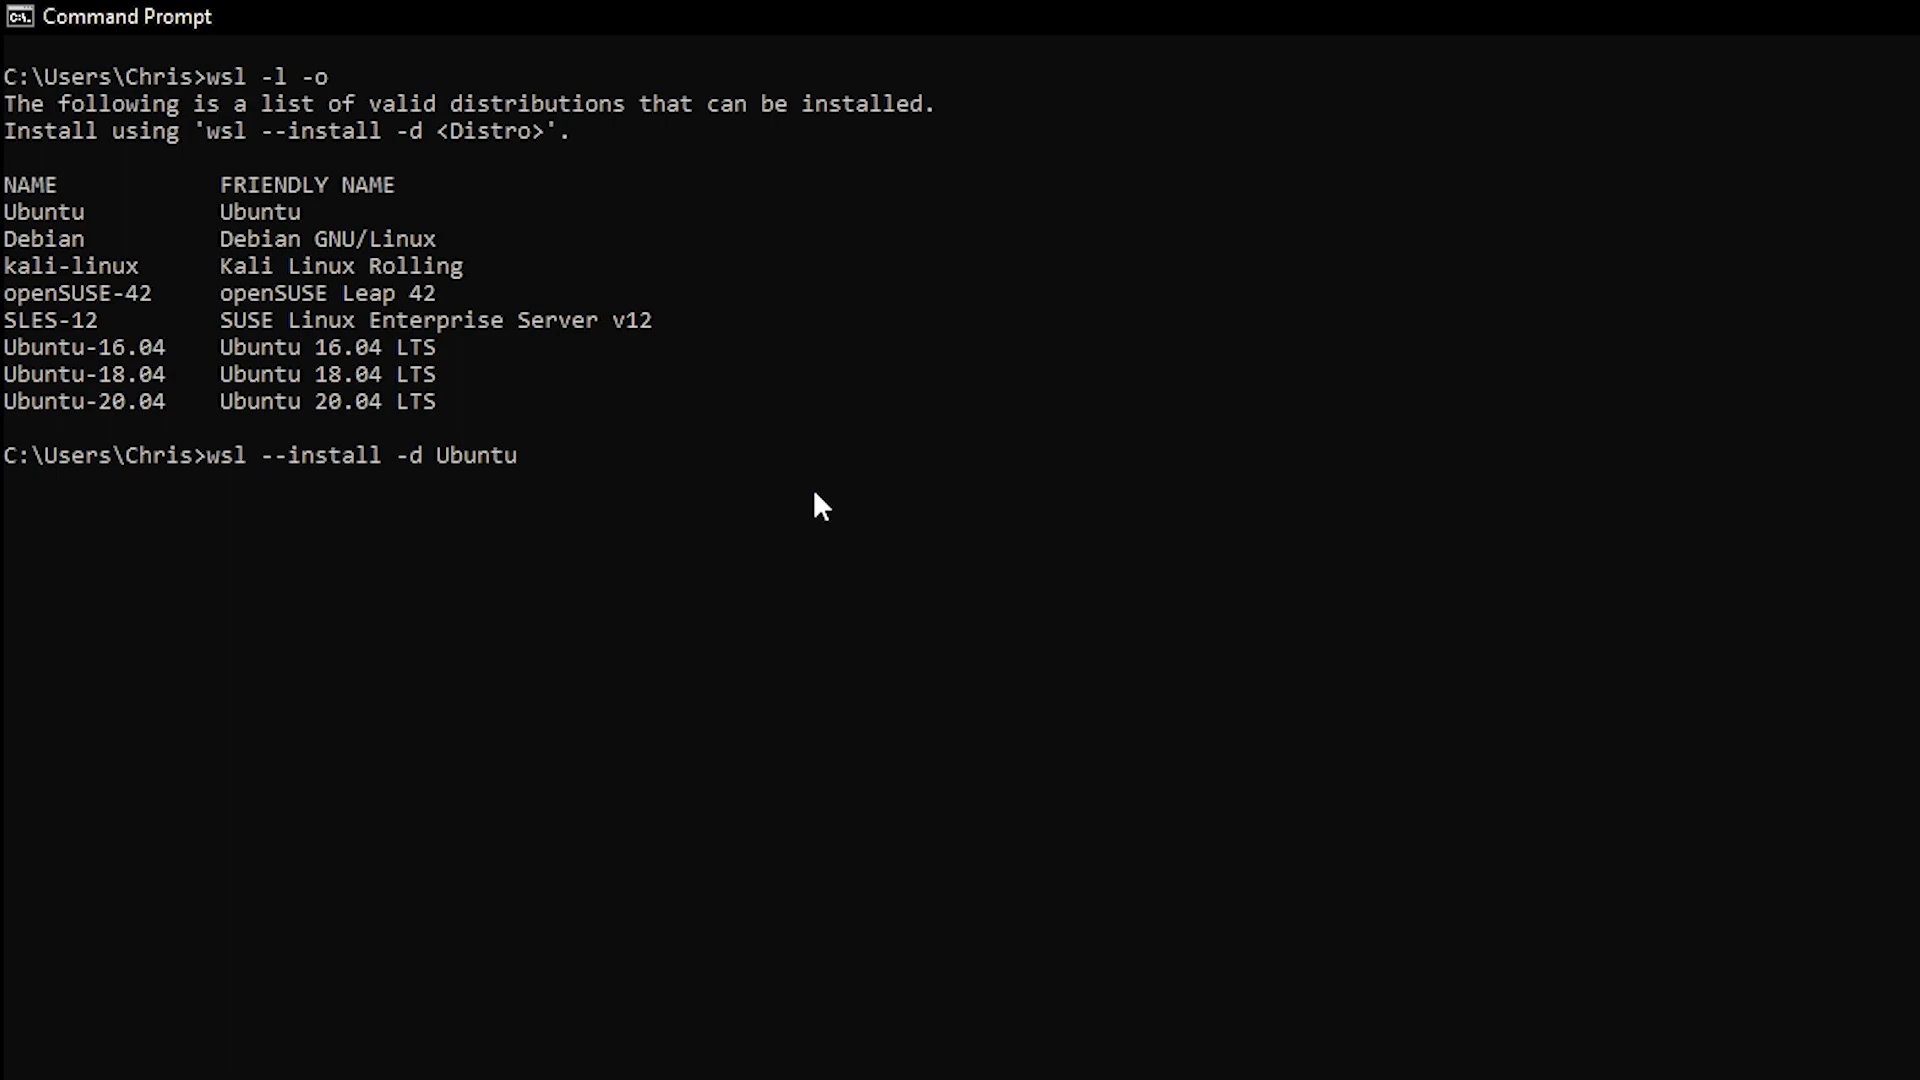 Command Prompt
C:\Users\Chris>wsl -l -o
The following is a list of valid distributions that can be installed.
Install using 'wsl --install -d <Distro>'.
NAME            FRIENDLY NAME
Ubuntu          Ubuntu
Debian          Debian GNU/Linux
kali-linux      Kali Linux Rolling
openSUSE-42     openSUSE Leap 42
SLES-12         SUSE Linux Enterprise Server v12
Ubuntu-16.04    Ubuntu 16.04 LTS
Ubuntu-18.04    Ubuntu 18.04 LTS
Ubuntu-20.04    Ubuntu 20.04 LTS
C:\Users\Chris>wsl --install -d Ubuntu